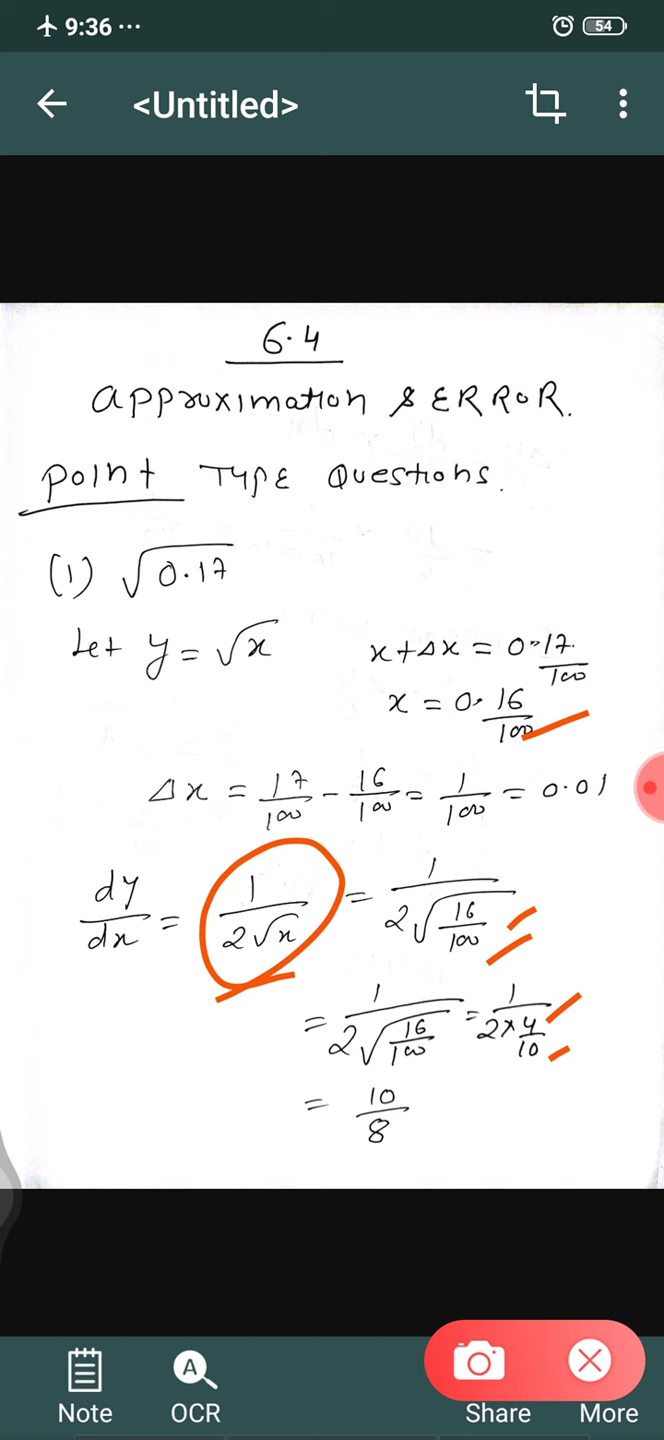 9:36 ... 54
<Untitled>
6.4
Approximation & ERROR.
Point TYPE Questions.
(1) √0.17
Let y = √x
x+Δx = 0.17/100
x = 0.16/100
Δx = 17/100 - 16/100 = 1/100 = 0.01
dy/dx = 1/2√x = 1/2√16/100
= 1/2√16/100 = 1/2×4/10
= 10/8
A
Note OCR Share More